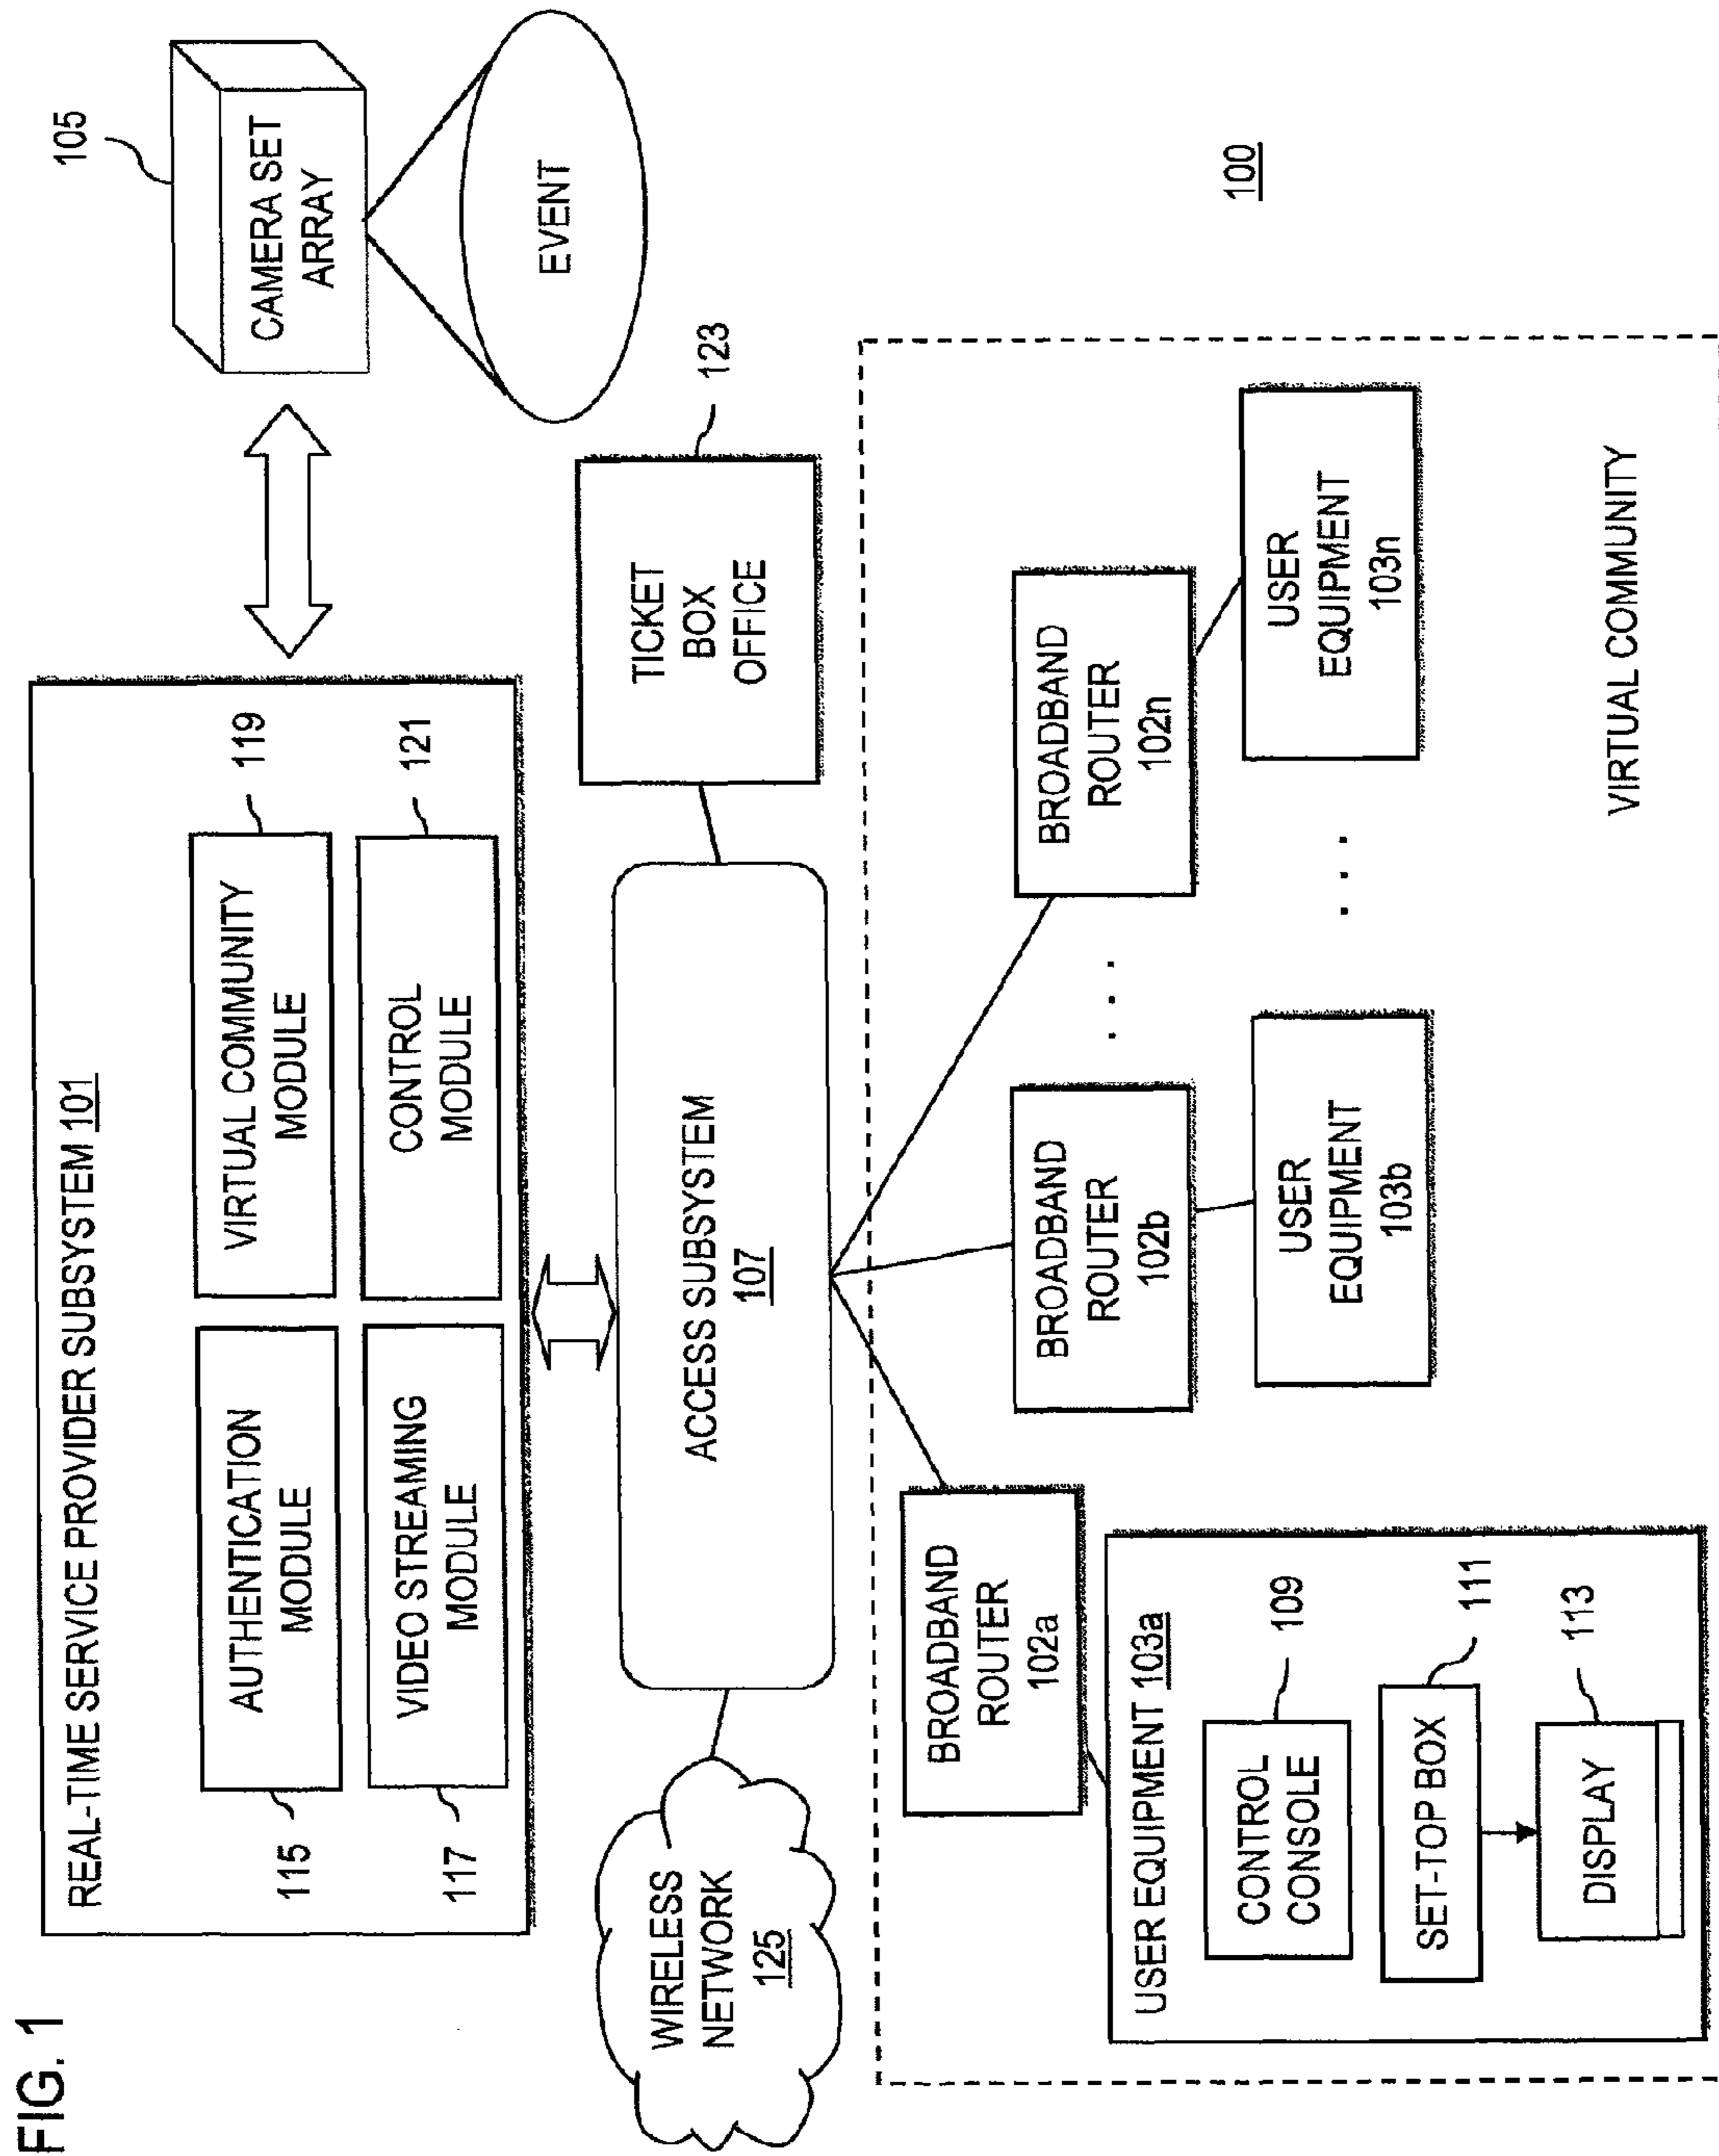 FIG. 1
REAL-TIME SERVICE PROVIDER SUBSYSTEM 101
115
AUTHENTICATION
MODULE
VIRTUAL COMMUNITY
MODULE
119
117
VIDEO STREAMING
MODULE
CONTROL
MODULE
121
105
CAMERA SET
ARRAY
EVENT
WIRELESS
NETWORK
125
ACCESS SUBSYSTEM
107
TICKET
BOX
OFFICE
123
BROADBAND
ROUTER
102a
BROADBAND
ROUTER
102b
. . .
BROADBAND
ROUTER
102n
USER EQUIPMENT 103a
CONTROL
CONSOLE
109
SET-TOP BOX
111
DISPLAY
113
USER
EQUIPMENT
103b
. . .
USER
EQUIPMENT
103n
VIRTUAL COMMUNITY
100